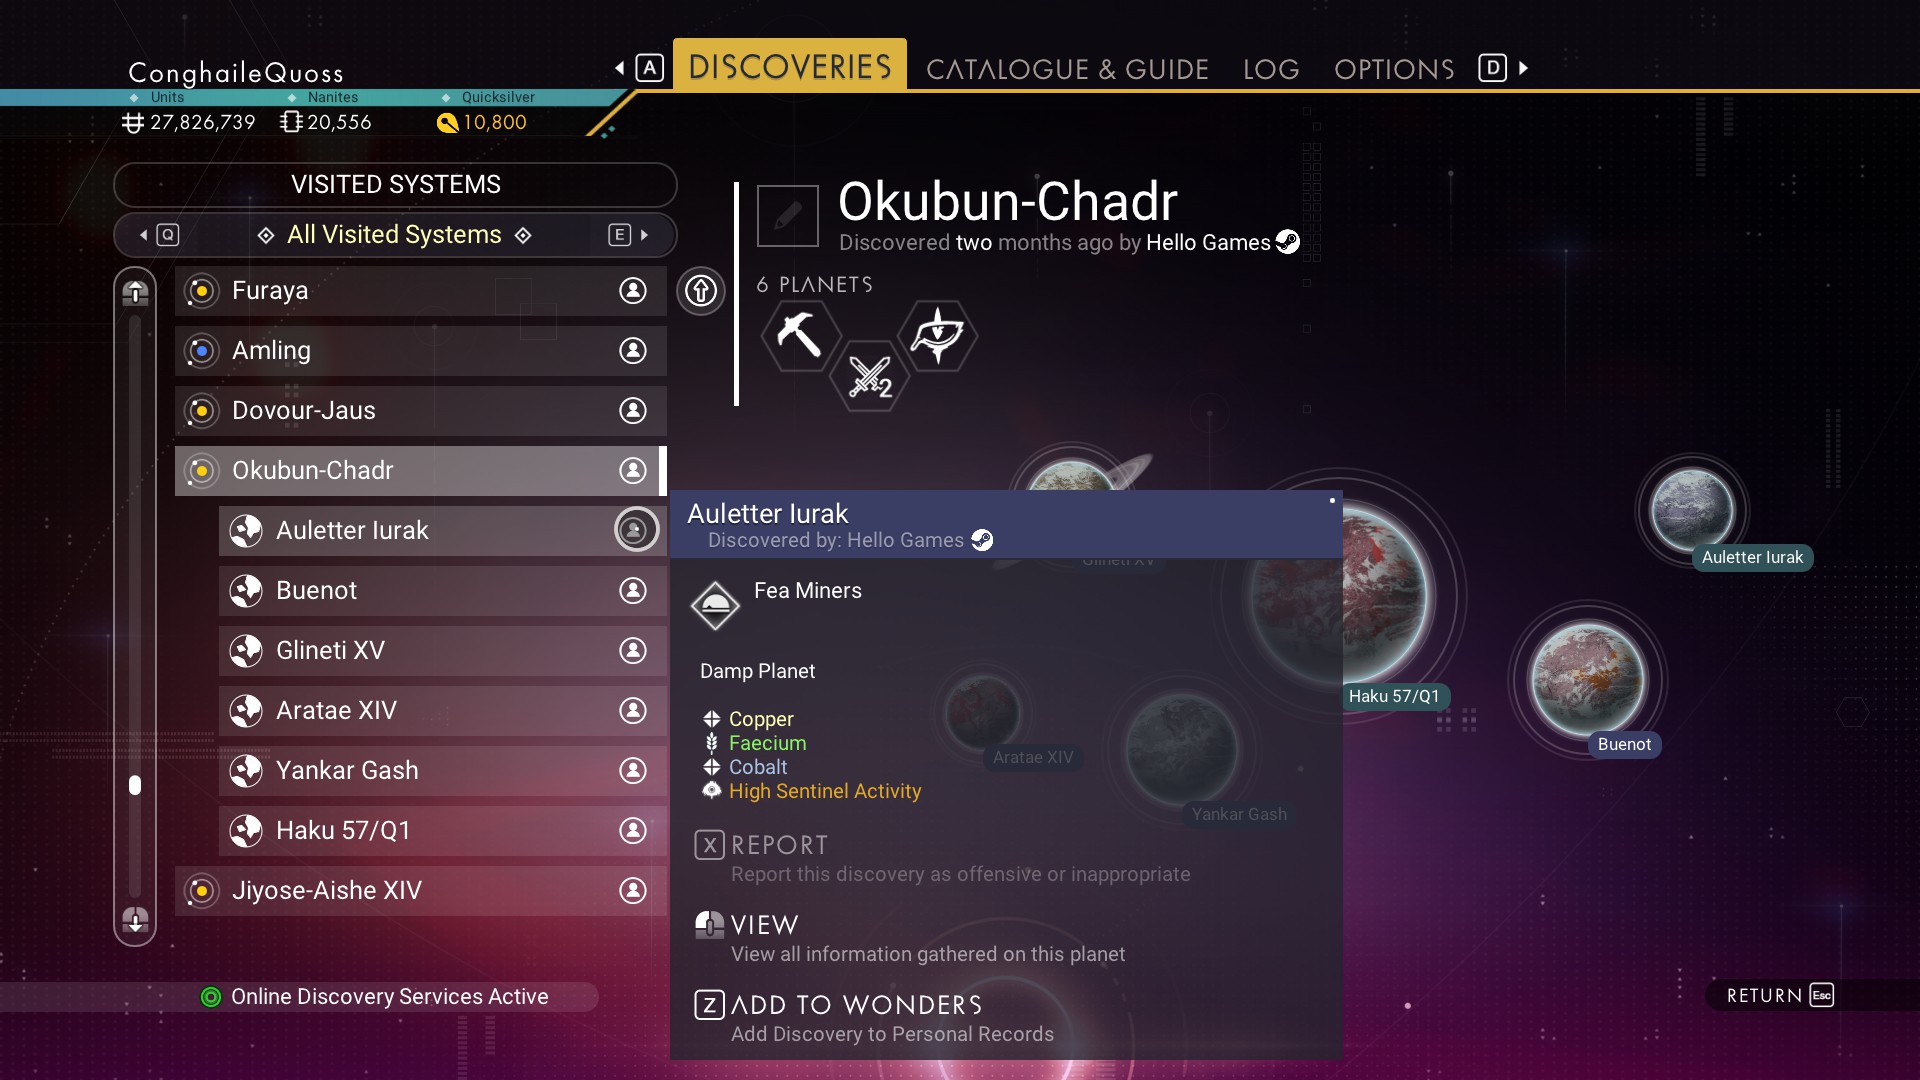 ConghaileQuoss
A
DISCOVERIES
CATALOGUE & GUIDE
LOG
OPTIONS
D
Units
Nanites
Quicksilver
27,826,739
20,556
10,800
VISITED SYSTEMS
Q
All Visited Systems
E
Furaya
Amling
Dovour-Jaus
Okubun-Chadr
Auletter Iurak
Buenot
Glineti XV
Aratae XIV
Yankar Gash
Haku 57/Q1
Jiyose-Aishe XIV
Online Discovery Services Active
Okubun-Chadr
Discovered two months ago by Hello Games
6 PLANETS
2
Auletter Iurak
Discovered by: Hello Games
Glineti XV
Fea Miners
Damp Planet
Copper
Faecium
Cobalt
High Sentinel Activity
Aratae XIV
Yankar Gash
X REPORT
Report this discovery as offensive or inappropriate
VIEW
View all information gathered on this planet
Z ADD TO WONDERS
Add Discovery to Personal Records
Auletter Iurak
Haku 57/Q1
Buenot
RETURN Esc